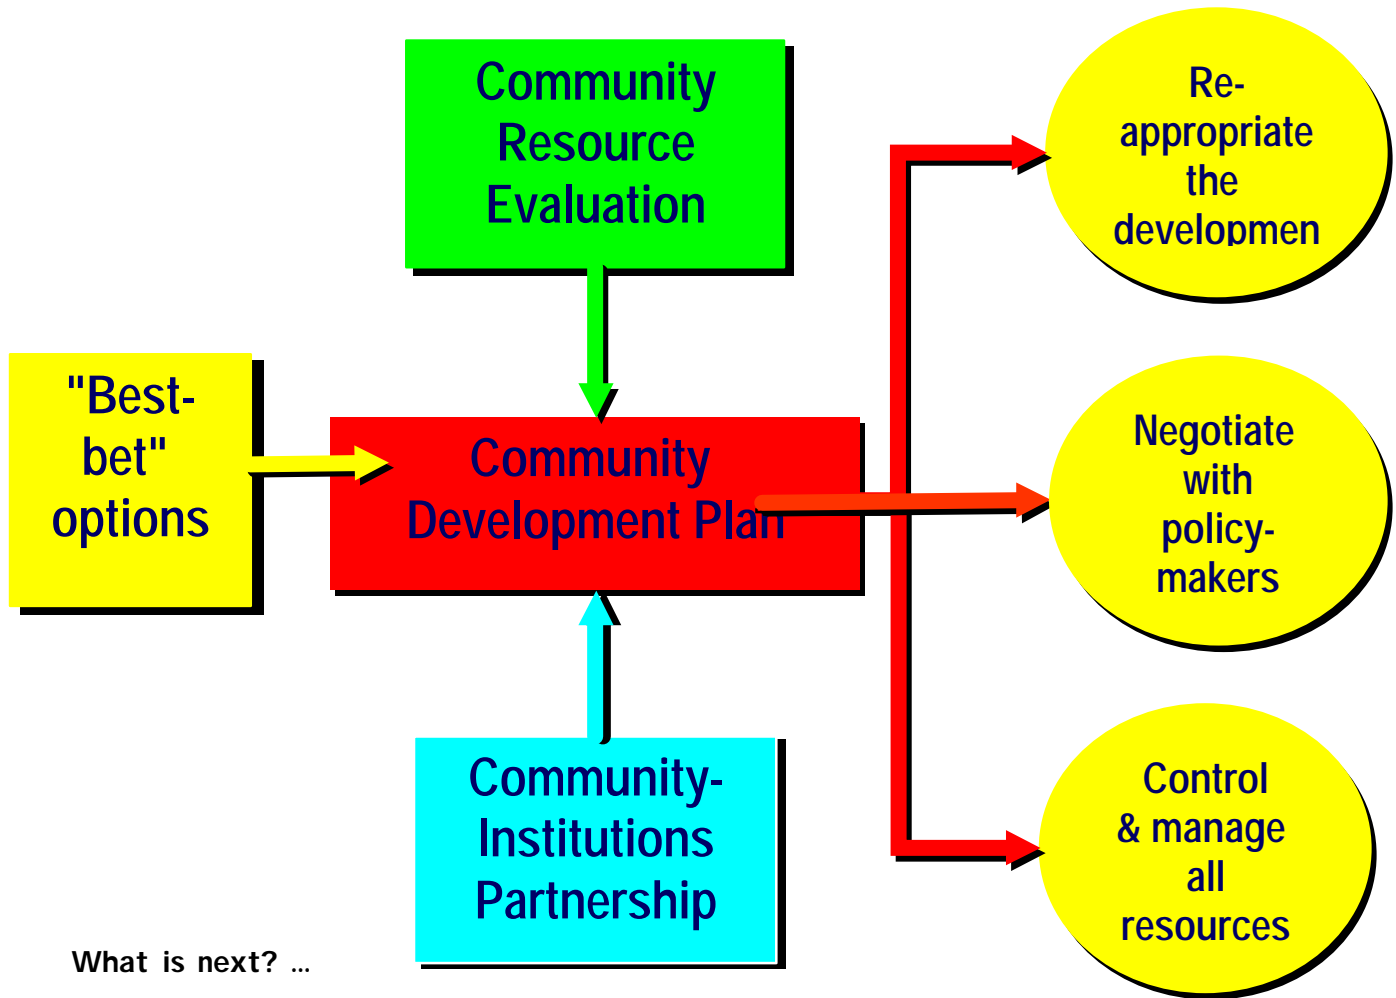 Community
Resource
Evaluation
Re-
appropriate
the
developmen
"Best-
bet"
options
Community
Development Plan
Negotiate
with
policy-
makers
Community-
Institutions
Partnership
Control
& manage
all
resources
What is next? ...